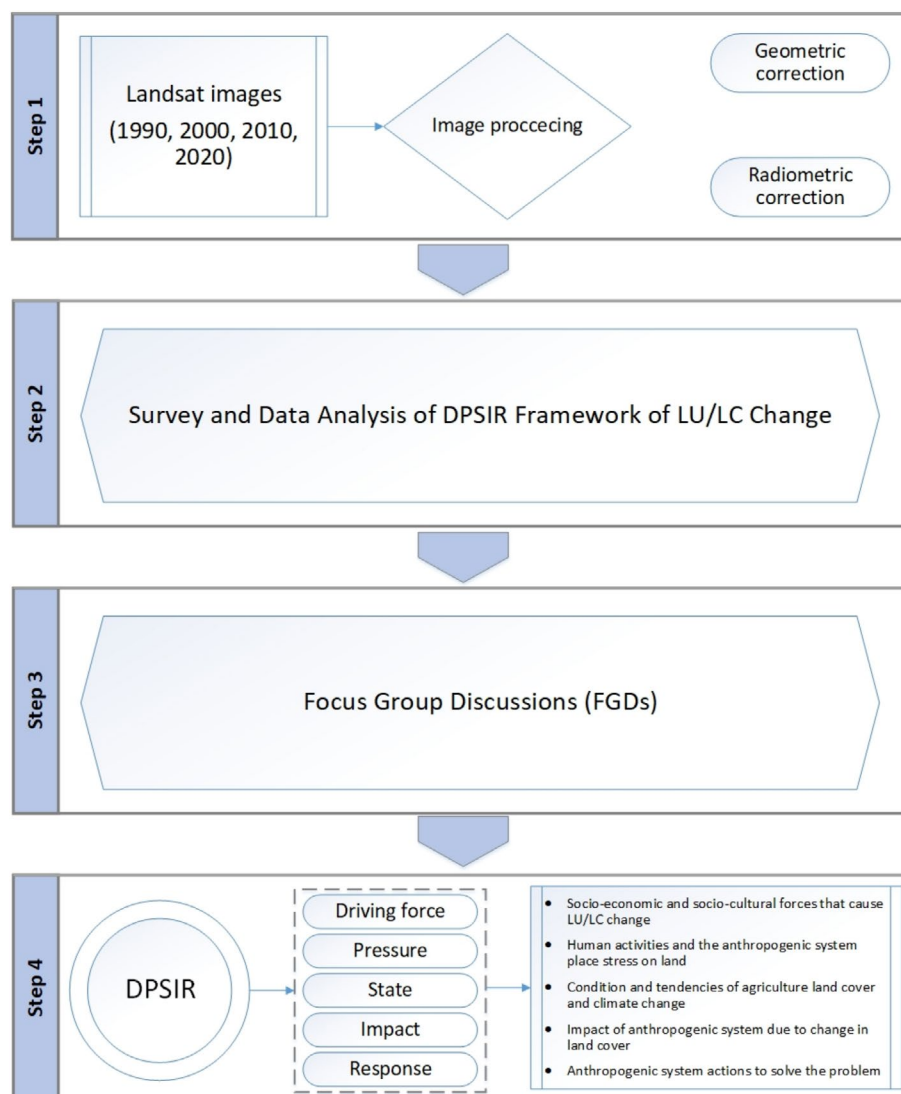 Step 1
Landsat images
(1990, 2000, 2010,
2020)
Image proccecing
Geometric
correction
Radiometric
correction
Step 2
Survey and Data Analysis of DPSIR Framework of LU/LC Change
Step 3
Focus Group Discussions (FGDs)
Step 4
DPSIR
Driving force
Pressure
State
Impact
Response
• Socio-economic and socio-cultural forces that cause
LU/LC change
• Human activities and the anthropogenic system
place stress on land
• Condition and tendencies of agriculture land cover
and climate change
• Impact of anthropogenic system due to change in
land cover
• Anthropogenic system actions to solve the problem